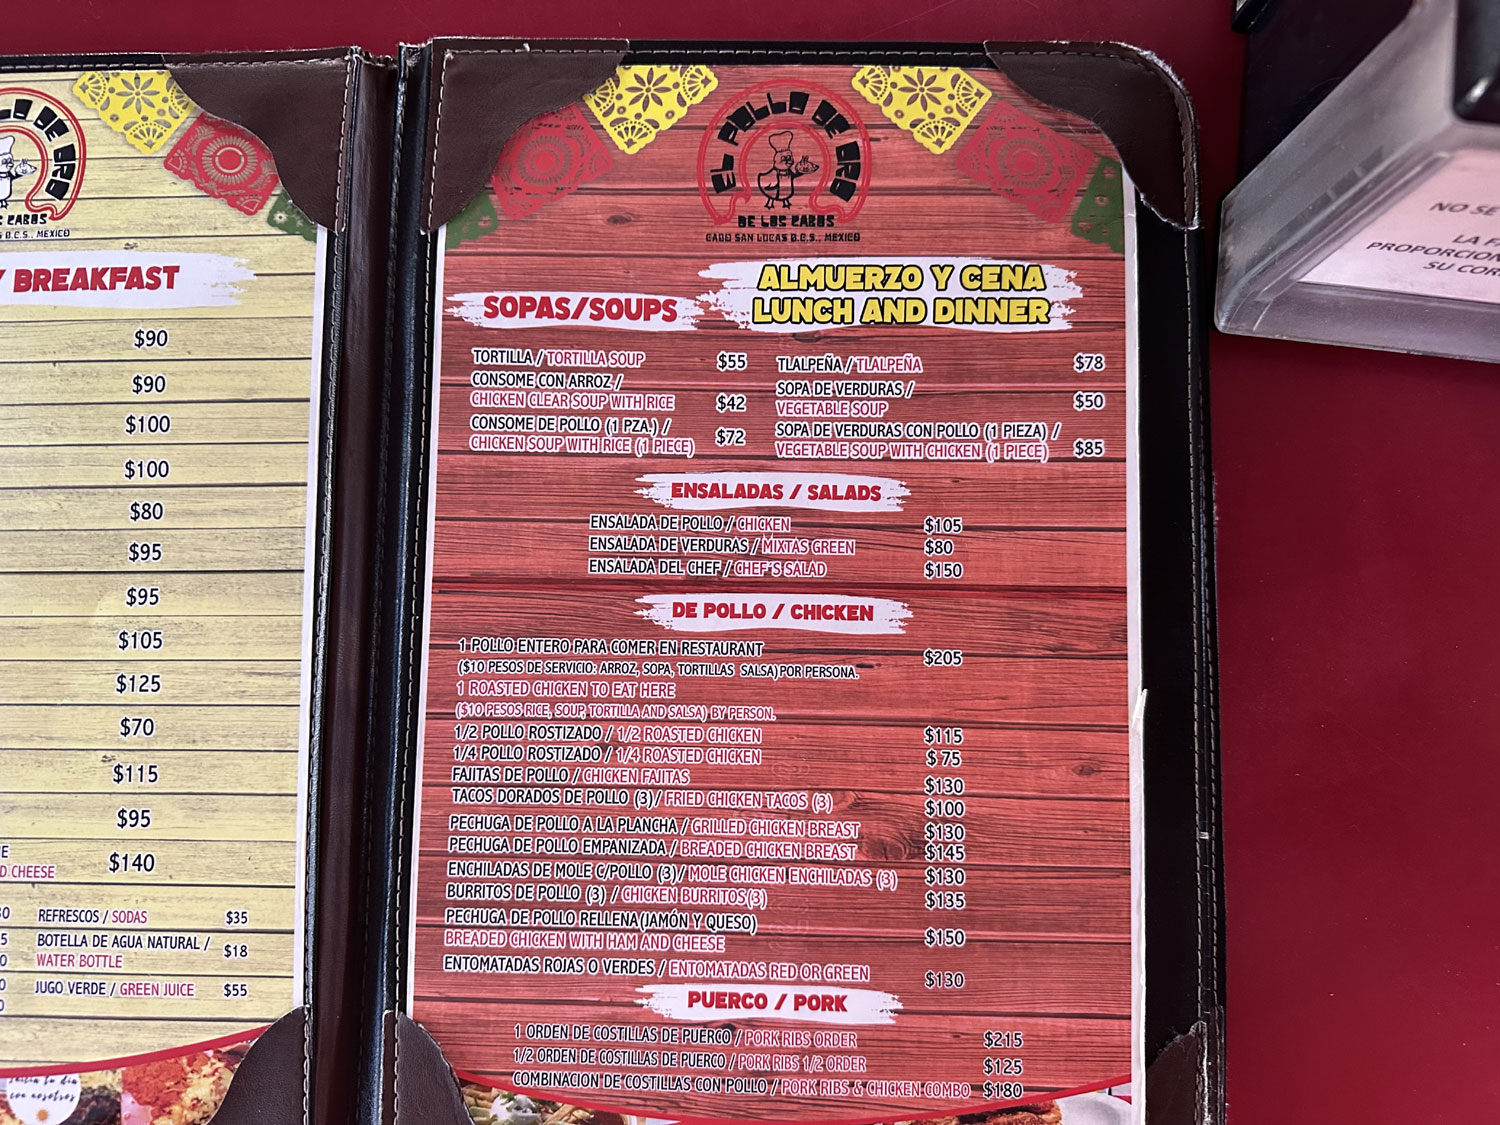 / BREAKFAST
$90
$90
$100
$100
$80
$95
$95
$105
$125
$70
$115
$95
D CHEESE $140
REFRESCOS / SODAS $35
BOTELLA DE AGUA NATURAL /
WATER BOTTLE $18
JUGO VERDE / GREEN JUICE $55
EL POLLO DE ORO
DE LOS CABOS
CABO SAN LUCAS B.C.S., MEXICO
ALMUERZO Y CENA
LUNCH AND DINNER
SOPAS/SOUPS
TORTILLA / TORTILLA SOUP $55
CONSOME CON ARROZ /
CHICKEN CLEAR SOUP WITH RICE $42
CONSOME DE POLLO (1 PZA.) /
CHICKEN SOUP WITH RICE (1 PIECE) $72
TLALPEÑA / TLALPEÑA $78
SOPA DE VERDURAS /
VEGETABLE SOUP $50
SOPA DE VERDURAS CON POLLO (1 PIEZA) /
VEGETABLE SOUP WITH CHICKEN (1 PIECE) $85
ENSALADAS / SALADS
ENSALADA DE POLLO / CHICKEN $105
ENSALADA DE VERDURAS / MIXTAS GREEN $80
ENSALADA DEL CHEF / CHEF'S SALAD $150
DE POLLO / CHICKEN
1 POLLO ENTERO PARA COMER EN RESTAURANT $205
($10 PESOS DE SERVICIO: ARROZ, SOPA, TORTILLAS SALSA) POR PERSONA.
1 ROASTED CHICKEN TO EAT HERE
($10 PESOS RICE, SOUP, TORTILLA AND SALSA) BY PERSON.
1/2 POLLO ROSTIZADO / 1/2 ROASTED CHICKEN $115
1/4 POLLO ROSTIZADO / 1/4 ROASTED CHICKEN $ 75
FAJITAS DE POLLO / CHICKEN FAJITAS $130
TACOS DORADOS DE POLLO (3)/ FRIED CHICKEN TACOS (3) $100
PECHUGA DE POLLO A LA PLANCHA / GRILLED CHICKEN BREAST $130
PECHUGA DE POLLO EMPANIZADA / BREADED CHICKEN BREAST $145
ENCHILADAS DE MOLE C/POLLO (3)/ MOLE CHICKEN ENCHILADAS (3) $130
BURRITOS DE POLLO (3) / CHICKEN BURRITOS(3) $135
PECHUGA DE POLLO RELLENA(JAMÓN Y QUESO)
BREADED CHICKEN WITH HAM AND CHEESE $150
ENTOMATADAS ROJAS O VERDES / ENTOMATADAS RED OR GREEN $130
PUERCO / PORK
1 ORDEN DE COSTILLAS DE PUERCO / PORK RIBS ORDER $215
1/2 ORDEN DE COSTILLAS DE PUERCO / PORK RIBS 1/2 ORDER $125
COMBINACION DE COSTILLAS CON POLLO / PORK RIBS & CHICKEN COMBO $180
NO SE
LA F
PROPORCION
SU COR